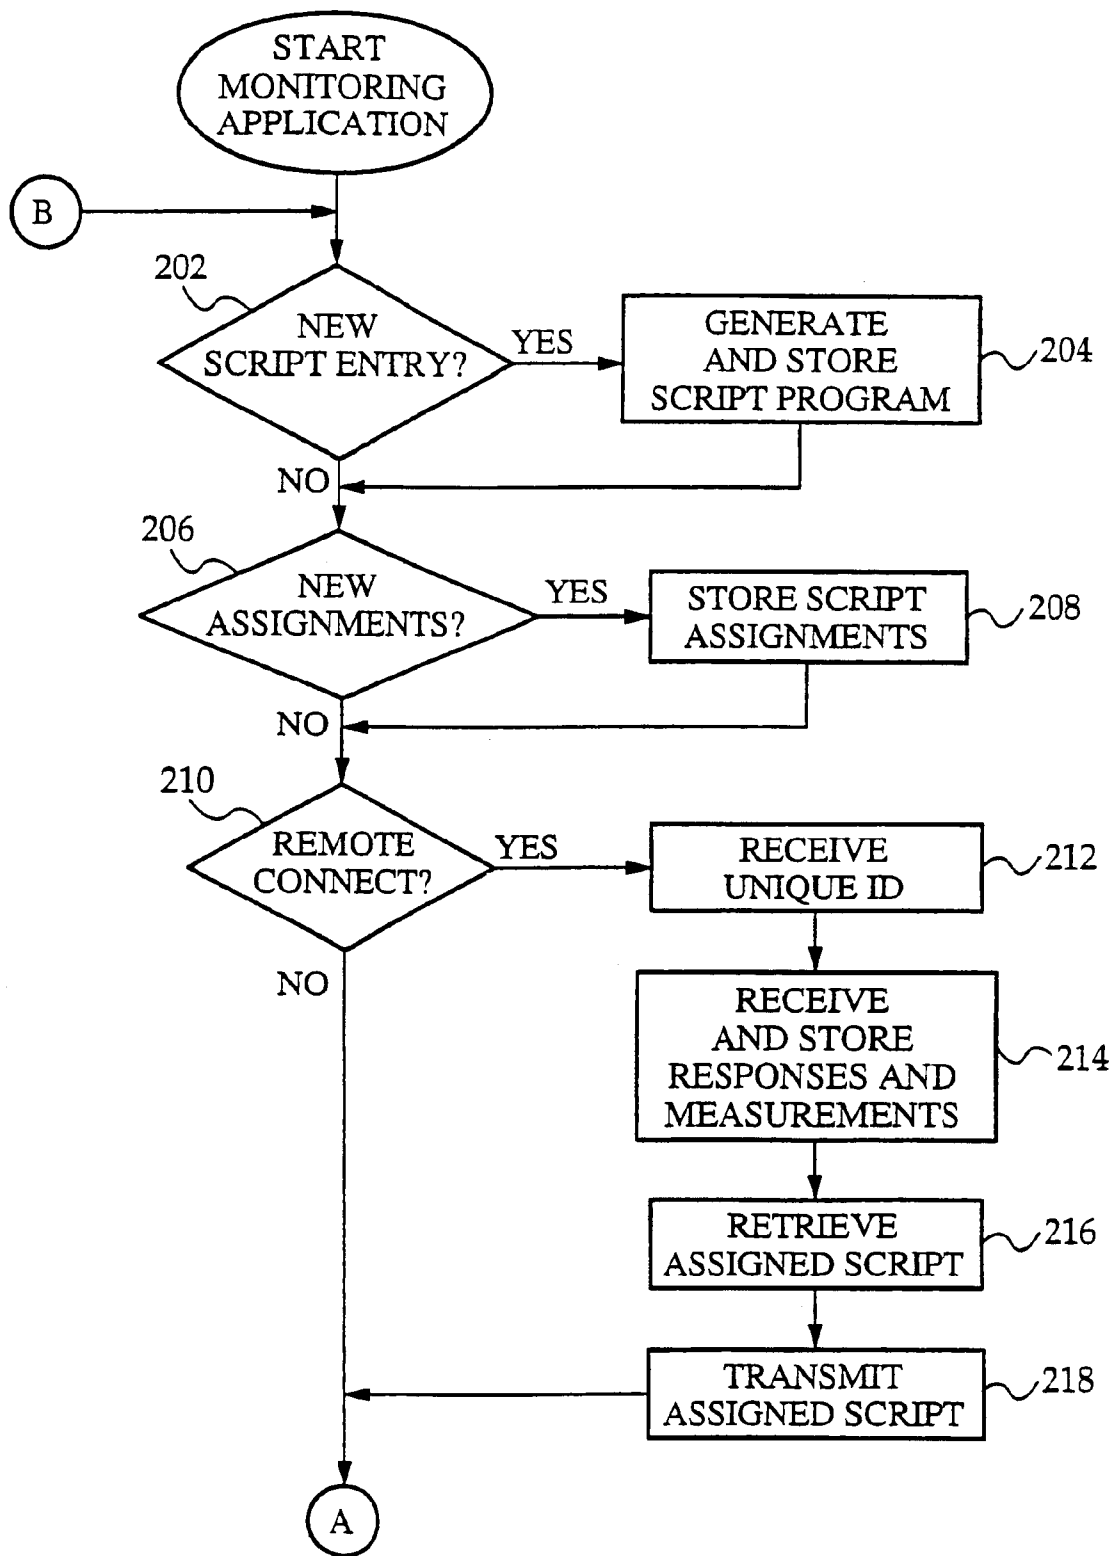 START
MONITORING
APPLICATION
B
202
NEW
SCRIPT ENTRY?
YES
GENERATE
AND STORE
SCRIPT PROGRAM
204
NO
206
NEW
ASSIGNMENTS?
YES
STORE SCRIPT
ASSIGNMENTS
208
NO
210
REMOTE
CONNECT?
YES
RECEIVE
UNIQUE ID
212
NO
RECEIVE
AND STORE
RESPONSES AND
MEASUREMENTS
214
RETRIEVE
ASSIGNED SCRIPT
216
TRANSMIT
ASSIGNED SCRIPT
218
A